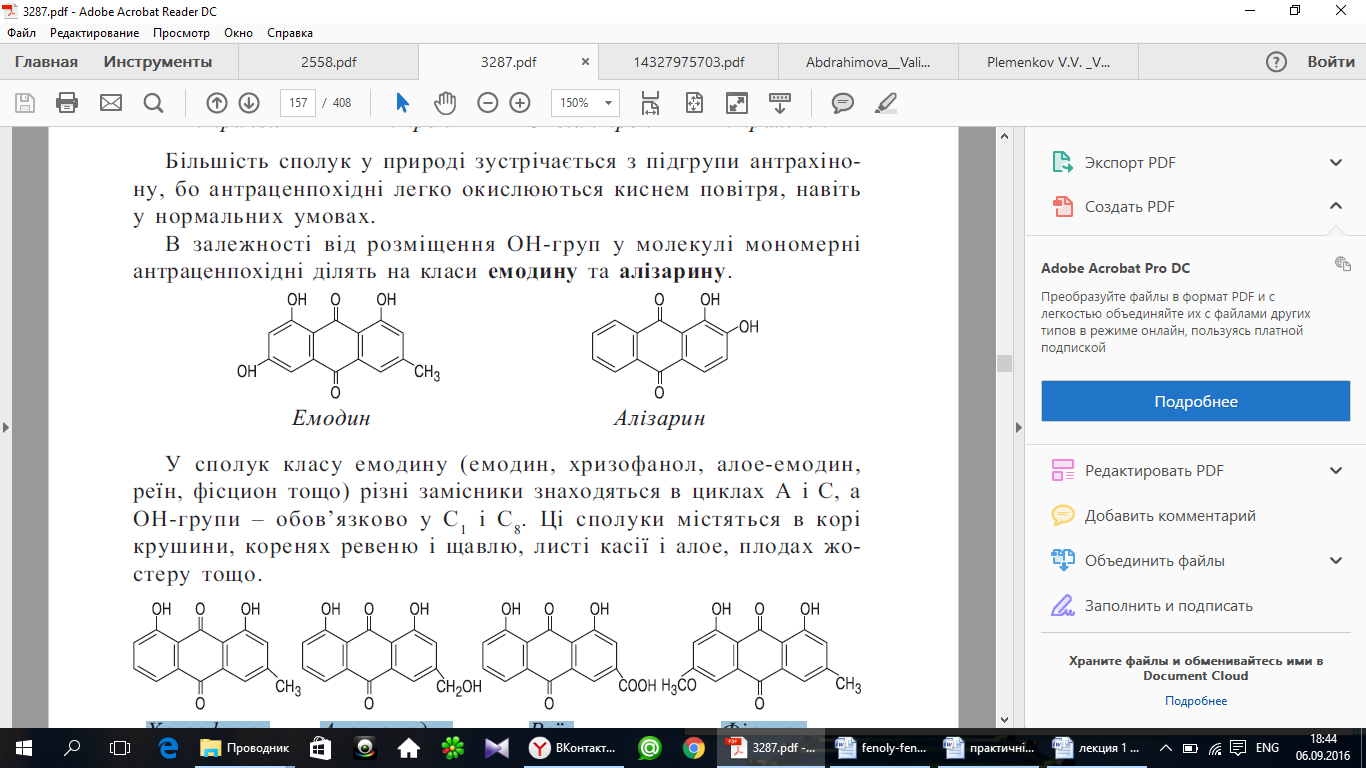 3287.pdf - Adobe Acrobat Reader DC
Файл Редактирование Просмотр Окно Справка
Главная Инструменты 2558.pdf 3287.pdf × 14327975703.pdf Abdrahimova__Vali... Plemenkov V.V. _V... ? Войти
157 / 408 150%
Більшість сполук у природі зустрічається з підгрупи антрахіно-
ну, бо антраценпохідні легко окислюються киснем повітря, навіть
у нормальних умовах.
В залежності від розміщення ОН-груп у молекулі мономерні
антраценпохідні ділять на класи емодину та алізарину.
OH O OH O OH
OH
OH O CH3 O
Емодин Алізарин
У сполук класу емодину (емодин, хризофанол, алое-емодин,
реїн, фісцион тощо) різні замісники знаходяться в циклах А і С, а
ОН-групи – обов’язково у С1 і С8. Ці сполуки містяться в корі
крушини, коренях ревеню і щавлю, листі касії і алое, плодах жо-
стеру тощо.
OH O OH OH O OH OH O OH OH O OH
O CH3 O CH2OH O COOH H3CO O CH3
Экспорт PDF
Создать PDF
Adobe Acrobat Pro DC
Преобразуйте файлы в формат PDF и с
легкостью объединяйте их с файлами других
типов в режиме онлайн, пользуясь платной
подпиской
Подробнее
Редактировать PDF
Добавить комментарий
Объединить файлы
Заполнить и подписать
Храните файлы и обменивайтесь ими в
Document Cloud
Подробнее
Проводник ВКонтакт... 3287.pdf -... fenoly-fen... практичні... лекция 1 ... ENG 18:44
06.09.2016